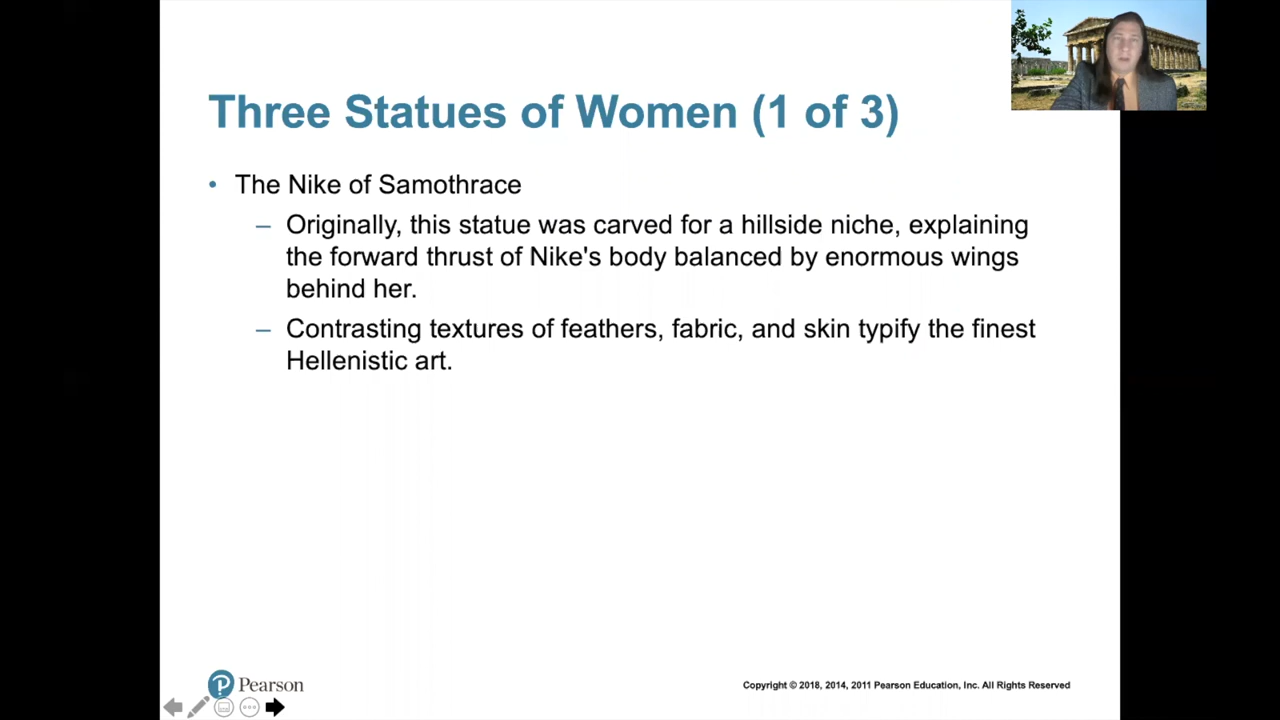 Three Statues of Women (1 of 3)
• The Nike of Samothrace
– Originally, this statue was carved for a hillside niche, explaining
the forward thrust of Nike's body balanced by enormous wings
behind her.
– Contrasting textures of feathers, fabric, and skin typify the finest
Hellenistic art.
Pearson
Copyright © 2018, 2014, 2011 Pearson Education, Inc. All Rights Reserved